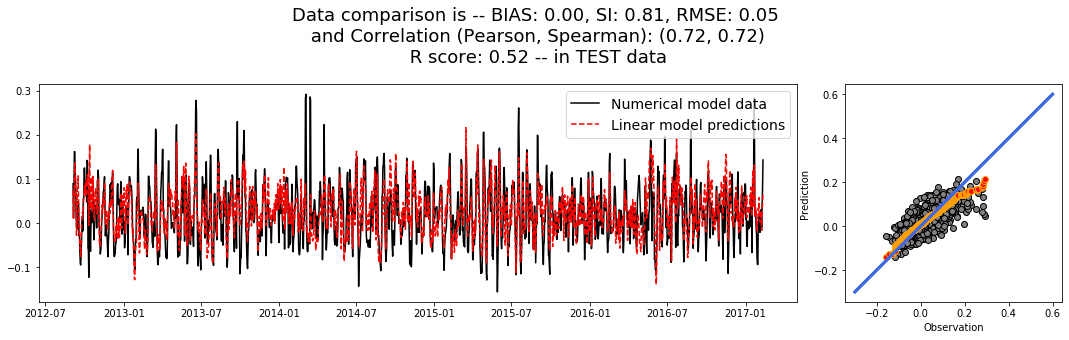 Data comparison is -- BIAS: 0.00, SI: 0.81, RMSE: 0.05
and Correlation (Pearson, Spearman): (0.72, 0.72)
R score: 0.52 -- in TEST data
0.3
0.2
0.1
0.0
−0.1
Numerical model data
Linear model predictions
2012-07 2013-01 2013-07 2014-01 2014-07 2015-01 2015-07 2016-01 2016-07 2017-01
Prediction
0.6
0.4
0.2
0.0
−0.2
−0.2 0.0 0.2 0.4 0.6
Observation